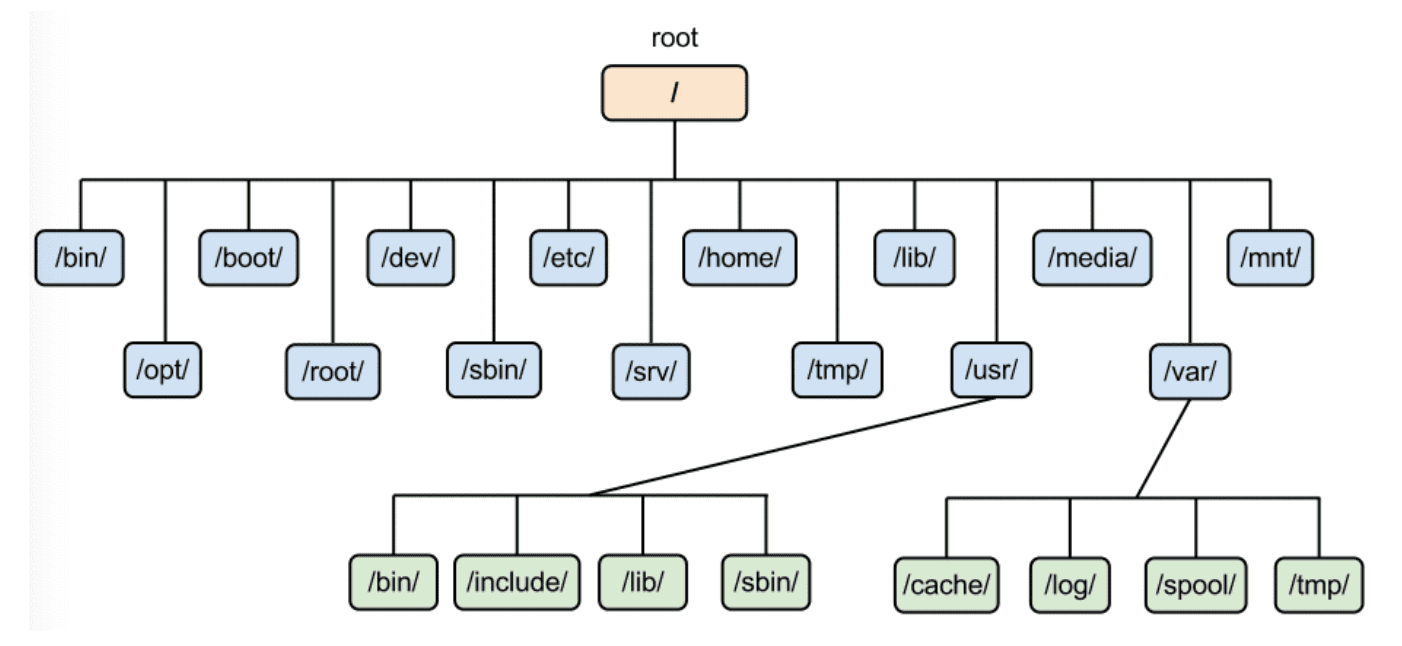 root
/
/bin/
/boot/
/dev/
/etc/
/home/
/lib/
/media/
/mnt/
/opt/
/root/
/sbin/
/srv/
/tmp/
/usr/
/var/
/bin/
/include/
/lib/
/sbin/
/cache/
/log/
/spool/
/tmp/